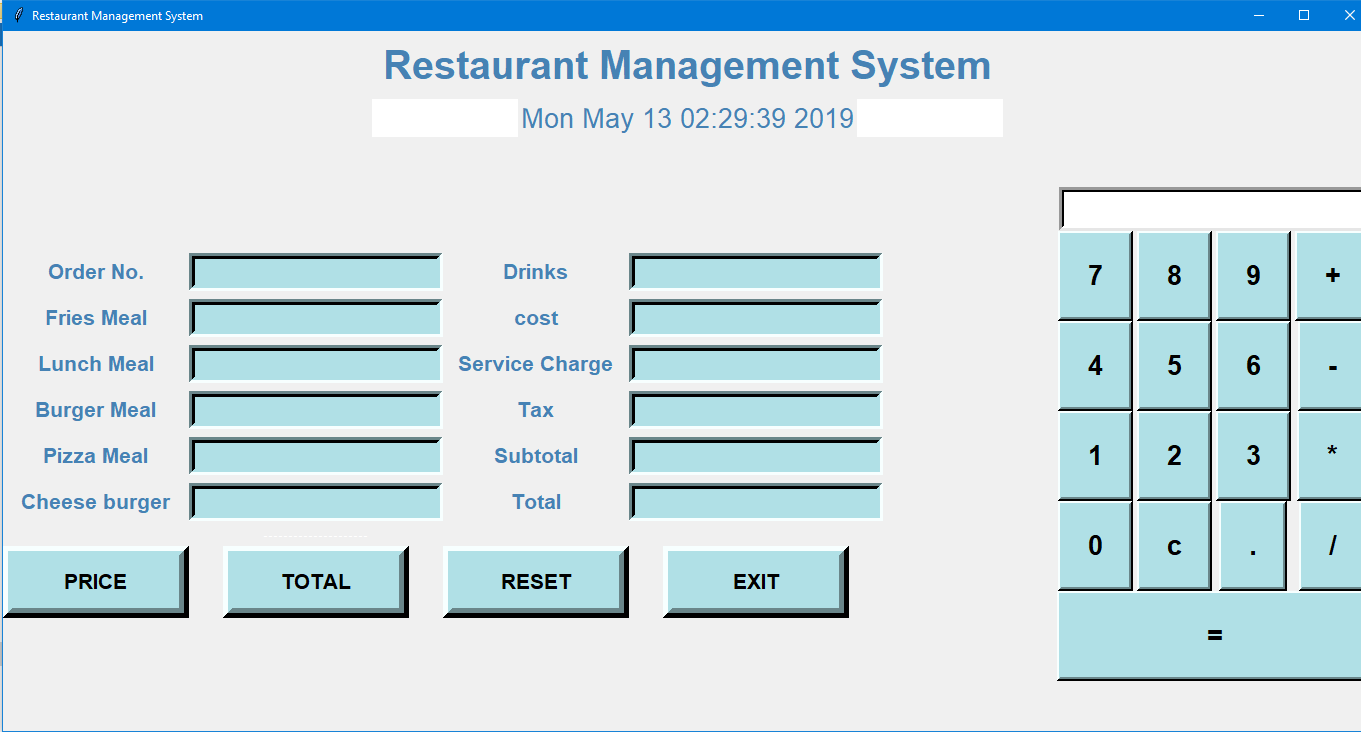 Restaurant Management System
Restaurant Management System
Mon May 13 02:29:39 2019
Order No.
Drinks
7 8 9 +
Fries Meal
cost
Lunch Meal
Service Charge
4 5 6 -
Burger Meal
Tax
Pizza Meal
Subtotal
1 2 3 *
Cheese burger
Total
0 c . /
PRICE
TOTAL
RESET
EXIT
=